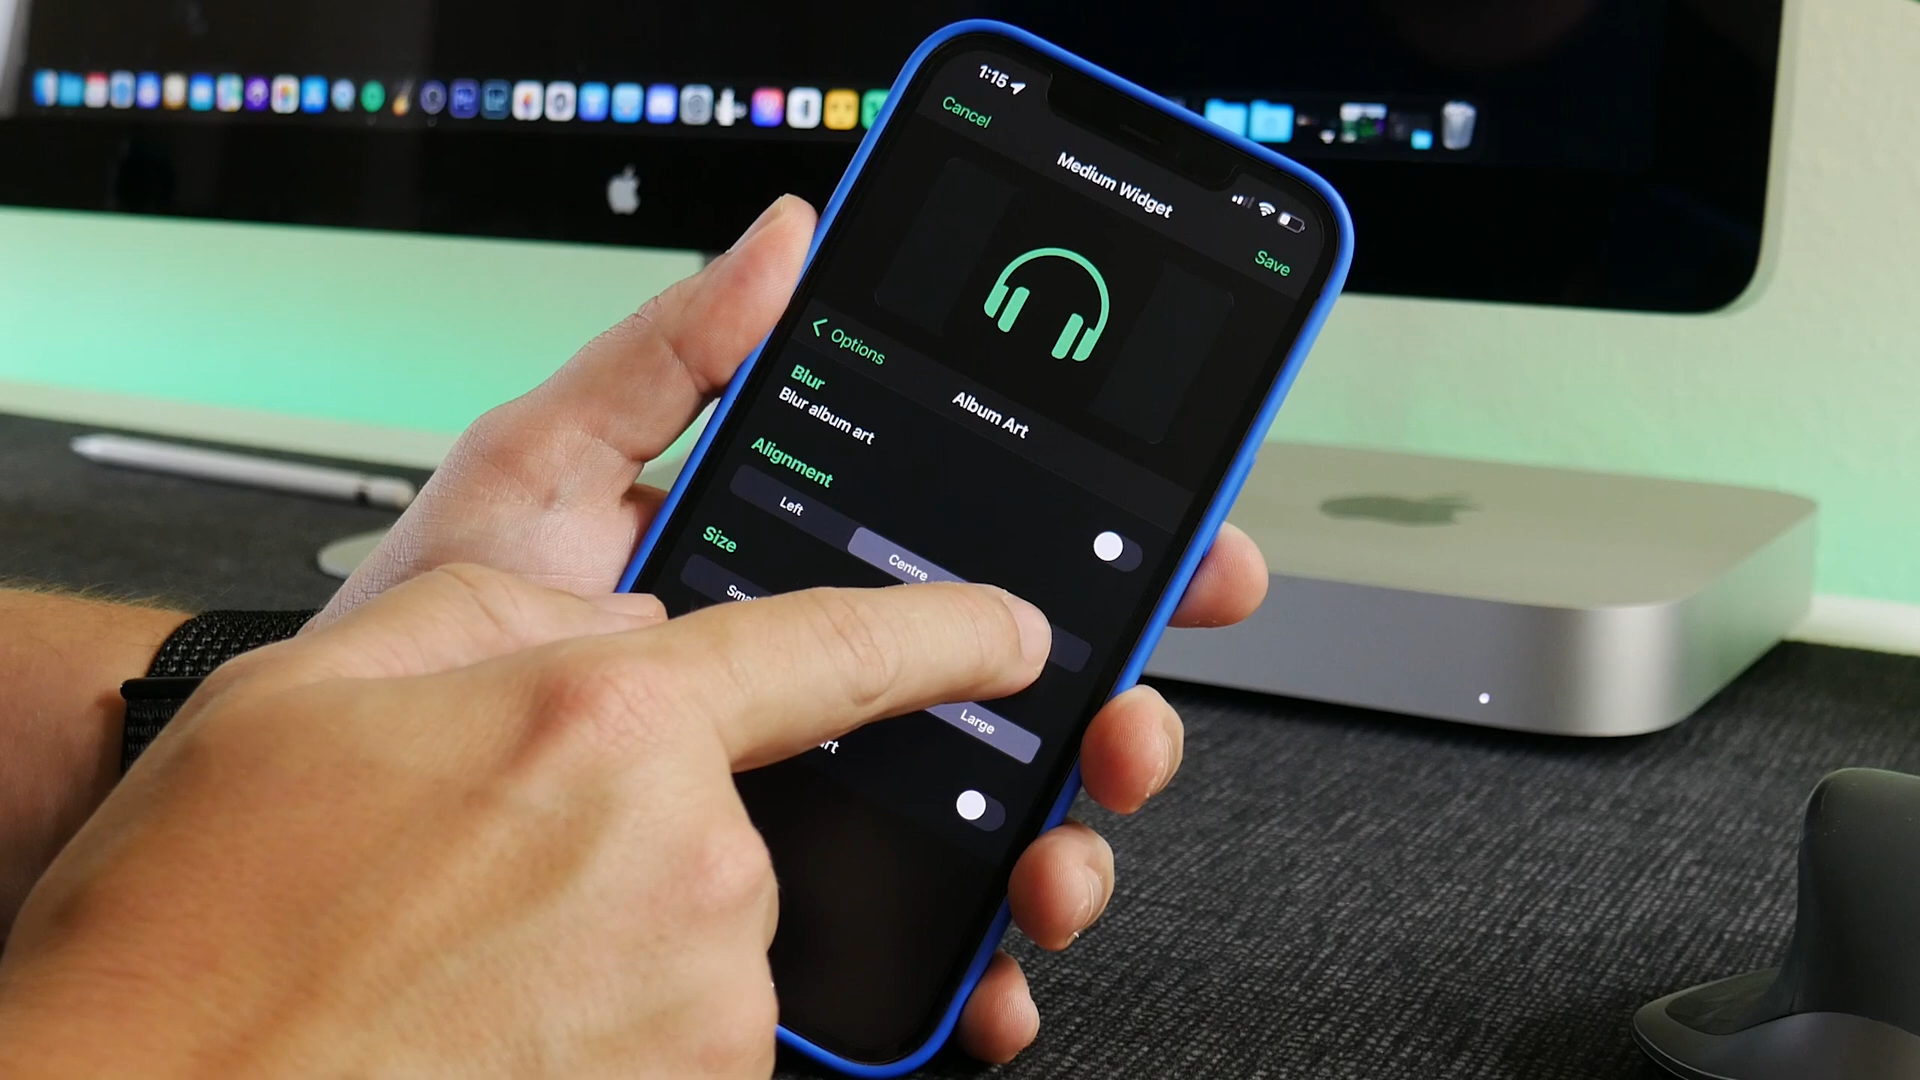 1:15
Cancel
Medium Widget
Save
Options
Album Art
Blur
Blur album art
Alignment
Left
Centre
Size
Large